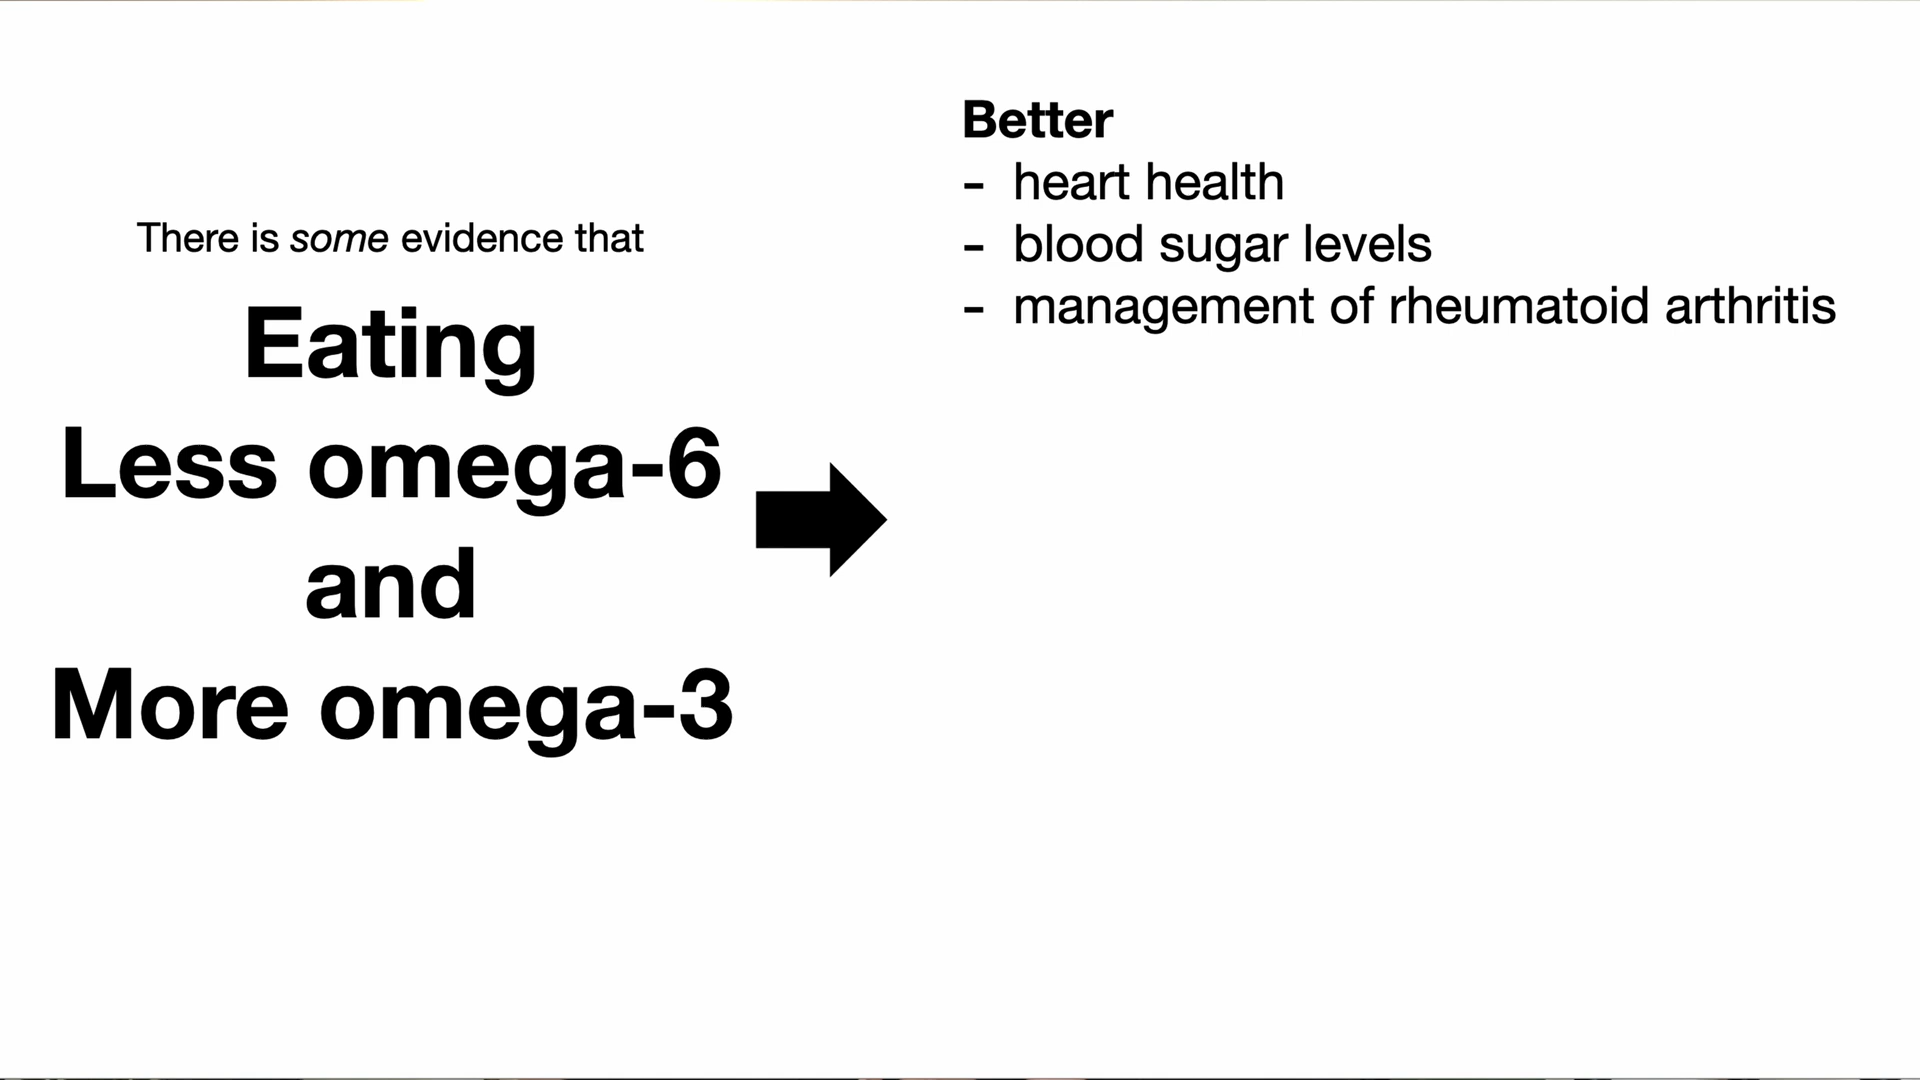 There is some evidence that
Eating
Less omega-6
and
More omega-3
Better
- heart health
- blood sugar levels
- management of rheumatoid arthritis